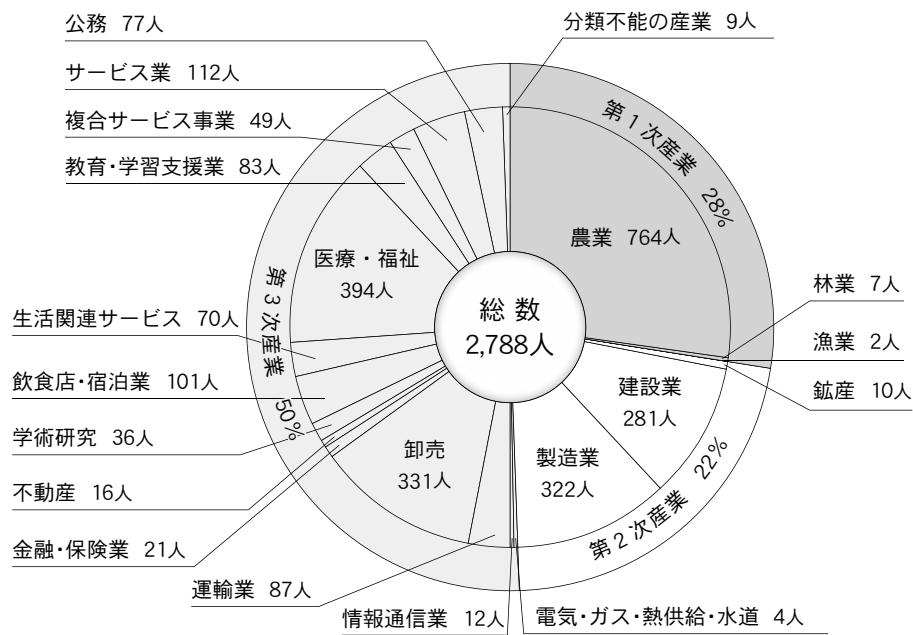 公務 77人
分類不能の産業 9人
サービス業 112人
複合サービス事業 49人
教育・学習支援業 83人
第1次産業 28%
農業 764人
医療・福祉
394人
総数
2,788人
林業 7人
漁業 2人
鉱産 10人
建設業
281人
製造業
322人
第2次産業 22%
第3次産業 50%
生活関連サービス 70人
飲食店・宿泊業 101人
学術研究 36人
不動産 16人
金融・保険業 21人
卸売
331人
運輸業 87人
情報通信業 12人
電気・ガス・熱供給・水道 4人